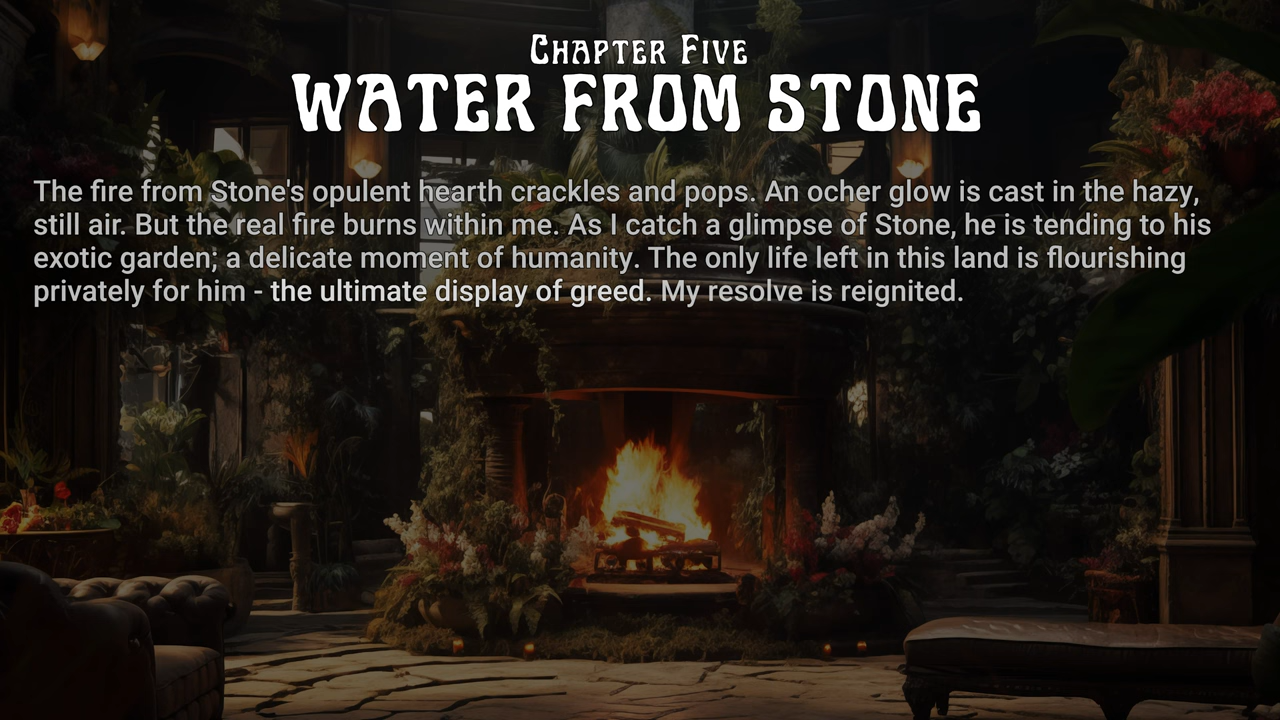 Chapter Five
WATER FROM STONE
The fire from Stone's opulent hearth crackles and pops. An ocher glow is cast in the hazy,
still air. But the real fire burns within me. As I catch a glimpse of Stone, he is tending to his
exotic garden; a delicate moment of humanity. The only life left in this land is flourishing
privately for him - the ultimate display of greed. My resolve is reignited.